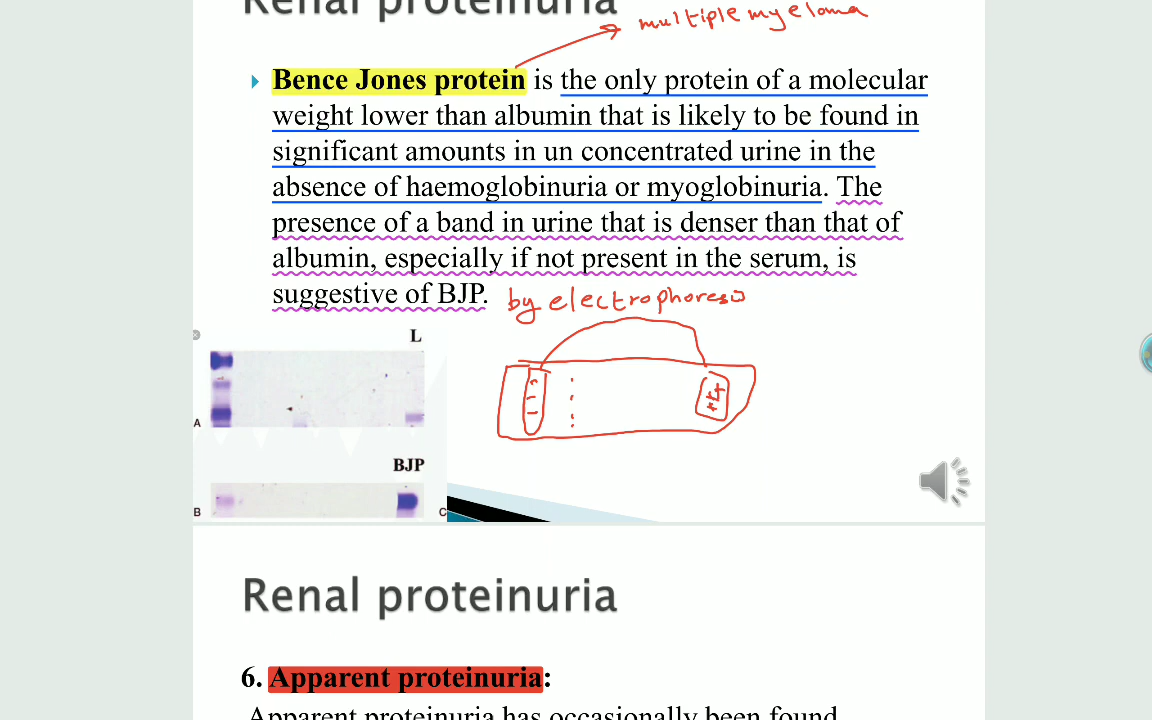 Renal proteinuria
multiple myeloma
Bence Jones protein is the only protein of a molecular
weight lower than albumin that is likely to be found in
significant amounts in un concentrated urine in the
absence of haemoglobinuria or myoglobinuria. The
presence of a band in urine that is denser than that of
albumin, especially if not present in the serum, is
suggestive of BJP.
by electrophoresis
L
A
BJP
B
C
Renal proteinuria
6. Apparent proteinuria:
Apparent proteinuria has occasionally been found